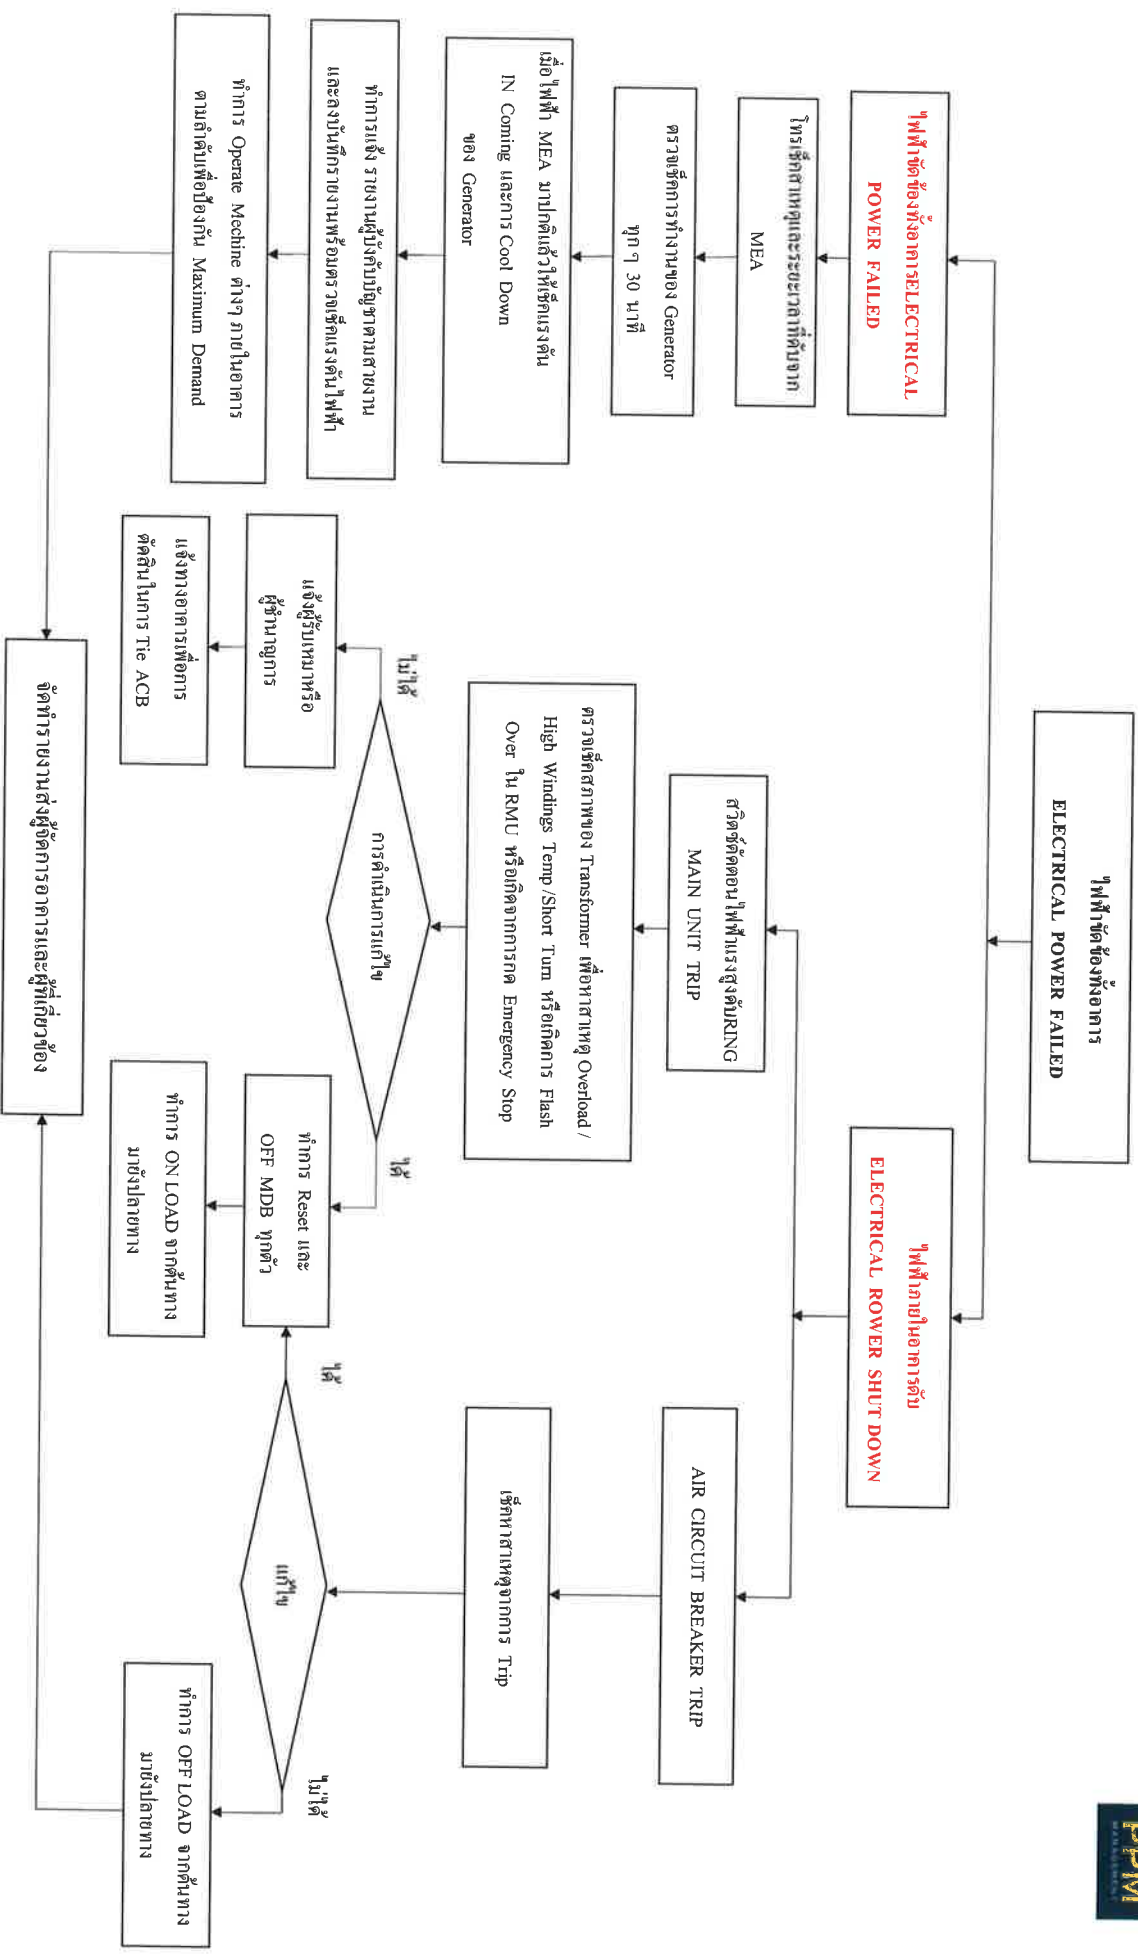 PPM
MANAGEMENT
ไฟฟ้าขัดข้องทั้งอาคาร
ELECTRICAL POWER FAILED
ไฟฟ้าขัดข้องทั้งอาคารELECTRICAL
POWER FAILED
โทรเช็คสาเหตุและระยะเวลาที่ดับจาก
MEA
ตรวจเช็คการทำงานของ Generator
ทุก ๆ 30 นาที
เมื่อไฟฟ้า MEA มาปกติแล้วให้เช็คแรงดัน
IN Coming และการ Cool Down
ของ Generator
ทำการแจ้ง รายงานผู้บังคับบัญชาตามสายงาน
และลงบันทึกรายงานพร้อมตรวจเช็คแรงดันไฟฟ้า
ทำการ Operate Mechine ต่างๆ ภายในอาคาร
ตามลำดับเพื่อป้องกัน Maximum Demand
ไฟฟ้าภายในอาคารดับ
ELECTRICAL ROWER SHUT DOWN
สวิตซ์ตัดตอนไฟฟ้าแรงสูงดับRING
MAIN UNIT TRIP
ตรวจเช็คสภาพของ Transformer เพื่อหาสาเหตุ Overload /
High Windings Temp /Short Turn หรือเกิดการ Flash
Over ใน RMU หรือเกิดจากการกด Emergency Stop
การดำเนินการแก้ไข
ไม่ได้
แจ้งผู้รับเหมาหรือ
ผู้ชำนาญการ
แจ้งทางอาคารเพื่อการ
ตัดสินในการ Tie ACB
ได้
ทำการ Reset และ
OFF MDB ทุกตัว
ทำการ ON LOAD จากต้นทาง
มายังปลายทาง
AIR CIRCUIT BREAKER TRIP
เช็คหาสาเหตุจากการ Trip
แก้ไข
ได้
ไม่ได้
ทำการ OFF LOAD จากต้นทาง
มายังปลายทาง
จัดทำรายงานส่งผู้จัดการอาคารและผู้ที่เกี่ยวข้อง